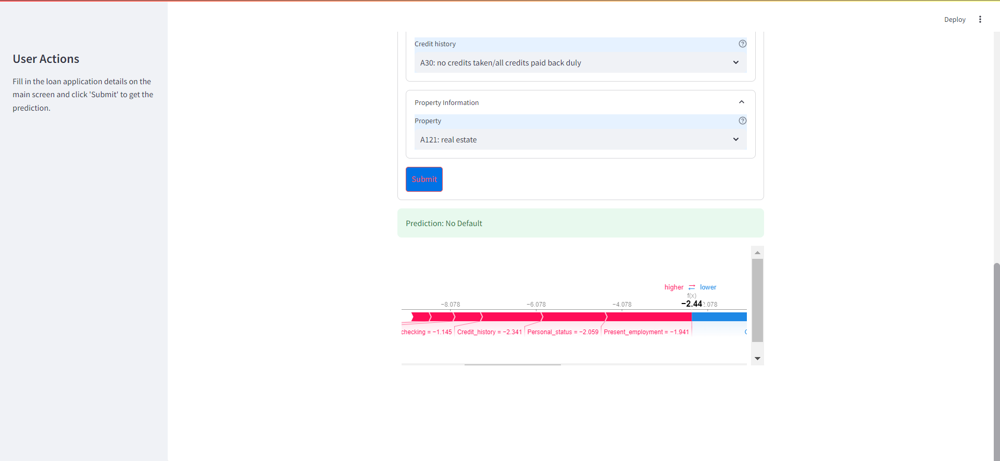 Deploy
User Actions
Fill in the loan application details on the
main screen and click 'Submit' to get the
prediction.
Credit history
A30: no credits taken/all credits paid back duly
Property Information
Property
A121: real estate
Submit
Prediction: No Default
higher lower
f(x)
−8.078 −6.078 −4.078 −2.44 2.078
checking = −1.145 Credit_history = −2.341 Personal_status = −2.059 Present_employment = −1.941